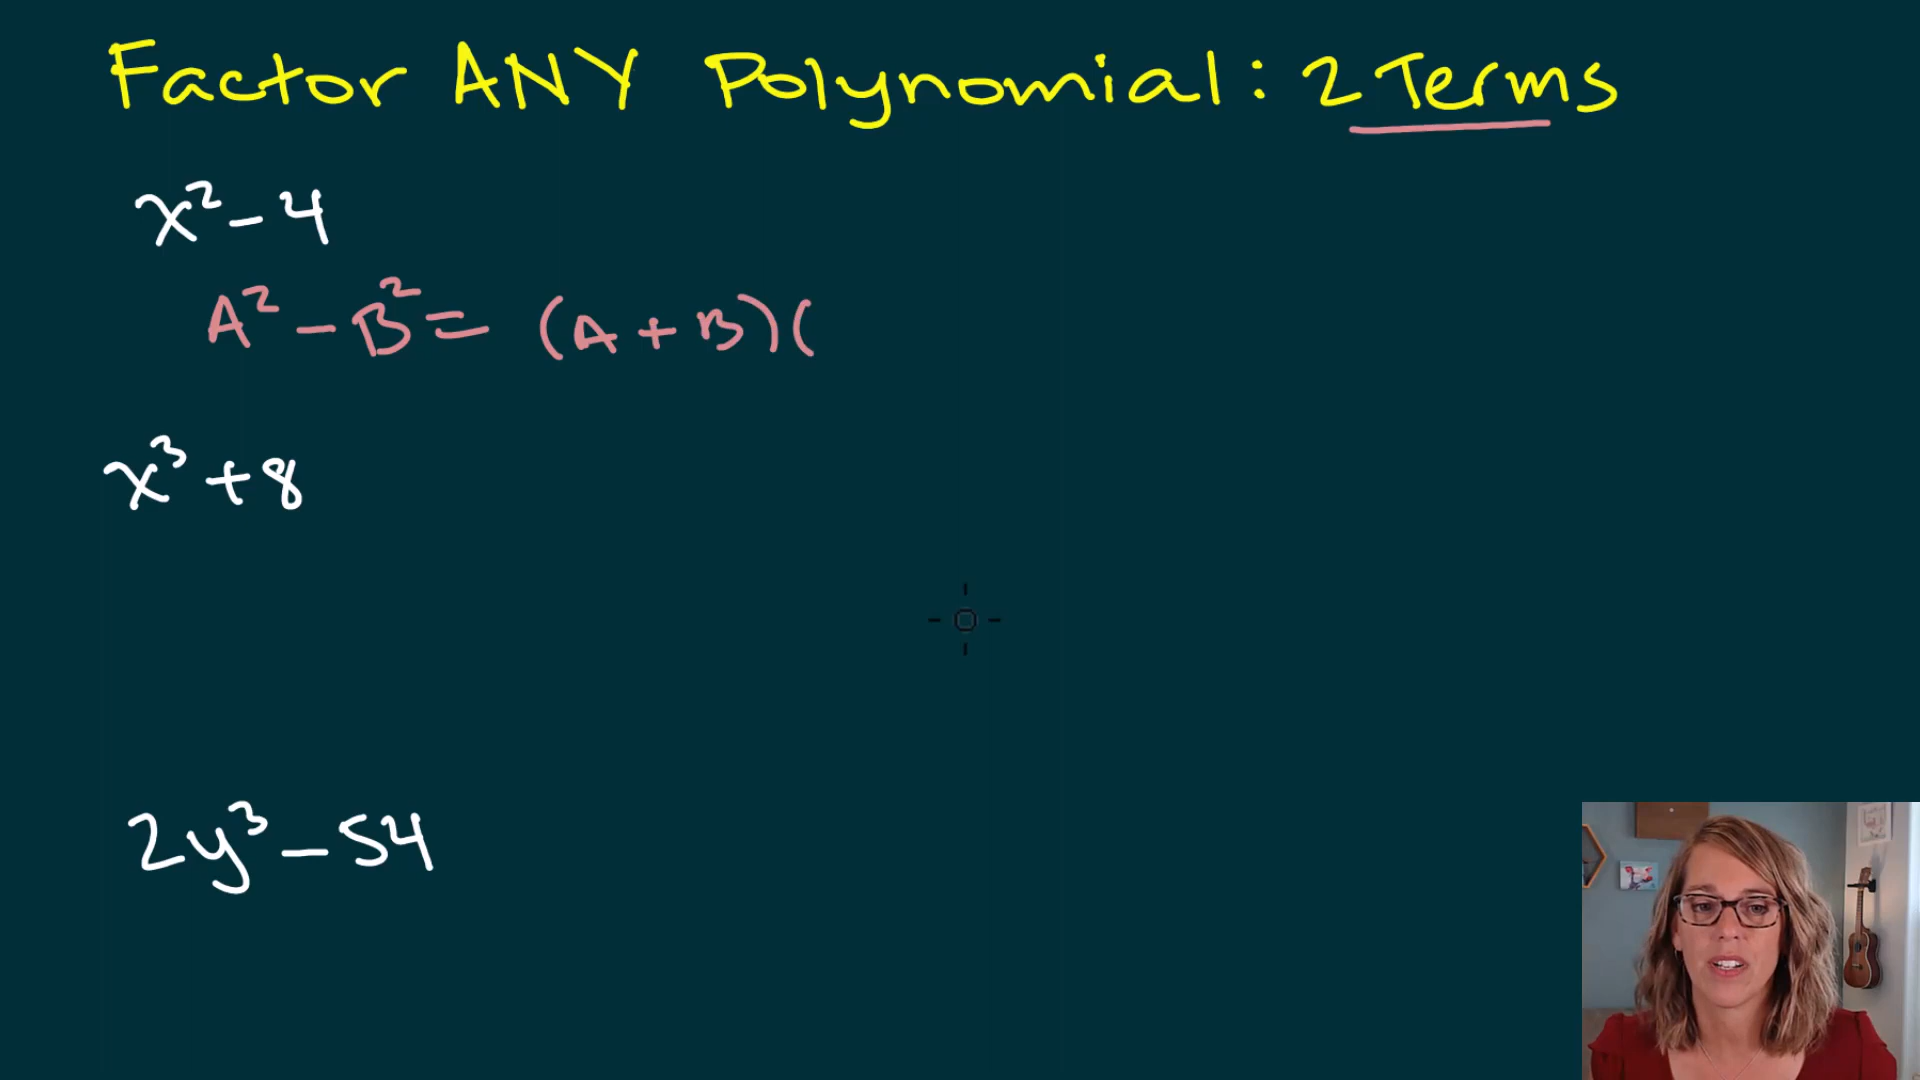 Factor ANY Polynomial: 2 Terms
x² - 4
A² - B² = (A + B)(
x³ + 8
2y³ - 54